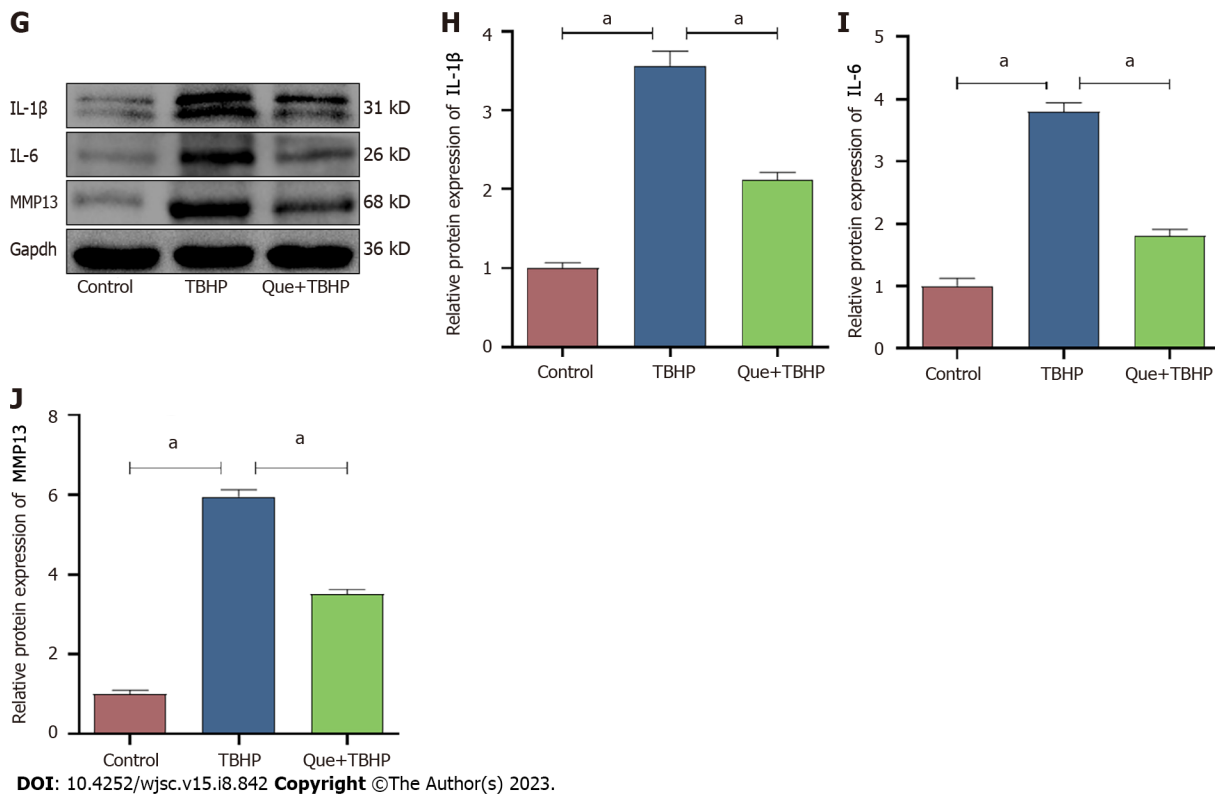 G
IL-1β 31 kD
IL-6 26 kD
MMP13 68 kD
Gapdh 36 kD
Control TBHP Que+TBHP
H
Relative protein expression of IL-1β
a a
4
3
2
1
0
Control TBHP Que+TBHP
I
Relative protein expression of IL-6
a a
5
4
3
2
1
0
Control TBHP Que+TBHP
J
Relative protein expression of MMP13
a a
8
6
4
2
0
Control TBHP Que+TBHP
DOI: 10.4252/wjsc.v15.i8.842 Copyright ©The Author(s) 2023.